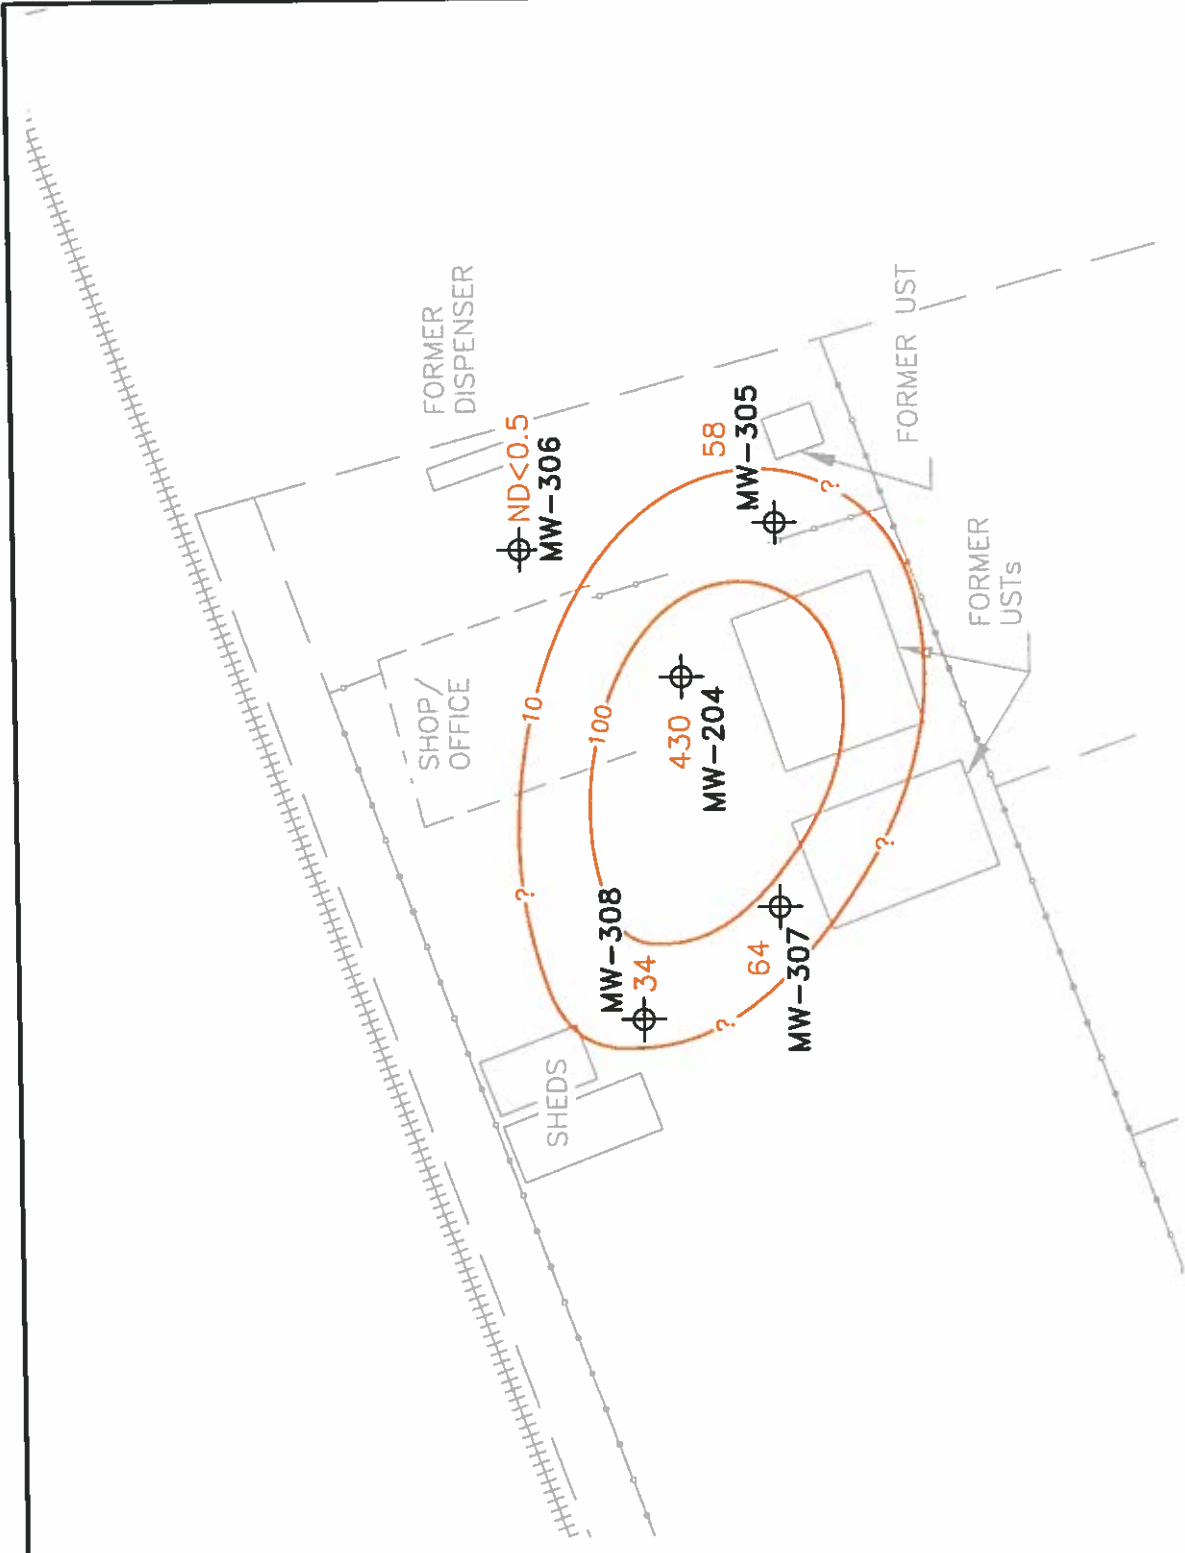 FORMER
DISPENSER
ND<0.5
MW-306
58
MW-305
FORMER UST
FORMER
USTs
SHOP/
OFFICE
10
100
430
MW-204
?
?
?
?
MW-308
34
64
MW-307
SHEDS